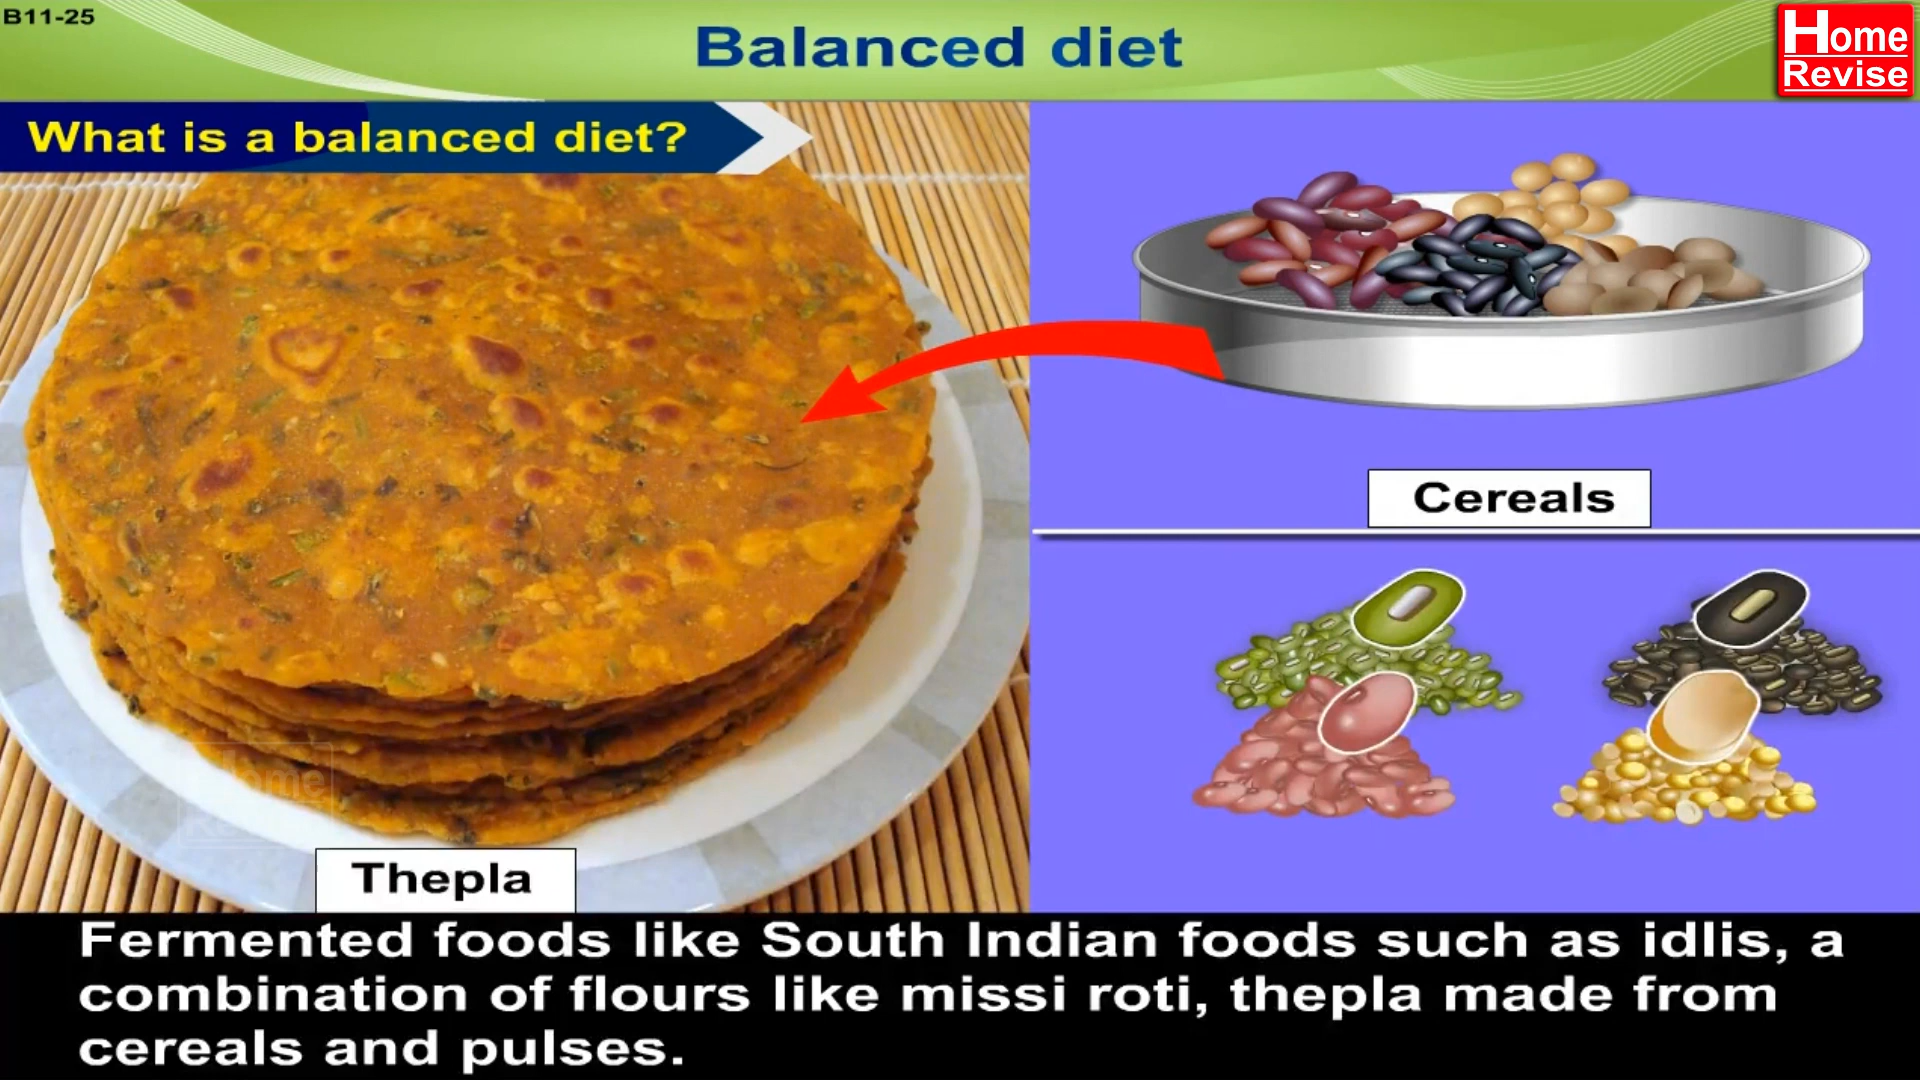 B11-25
Balanced diet
Home
Revise
What is a balanced diet?
Cereals
Home
Thepla
Fermented foods like South Indian foods such as idlis, a
combination of flours like missi roti, thepla made from
cereals and pulses.